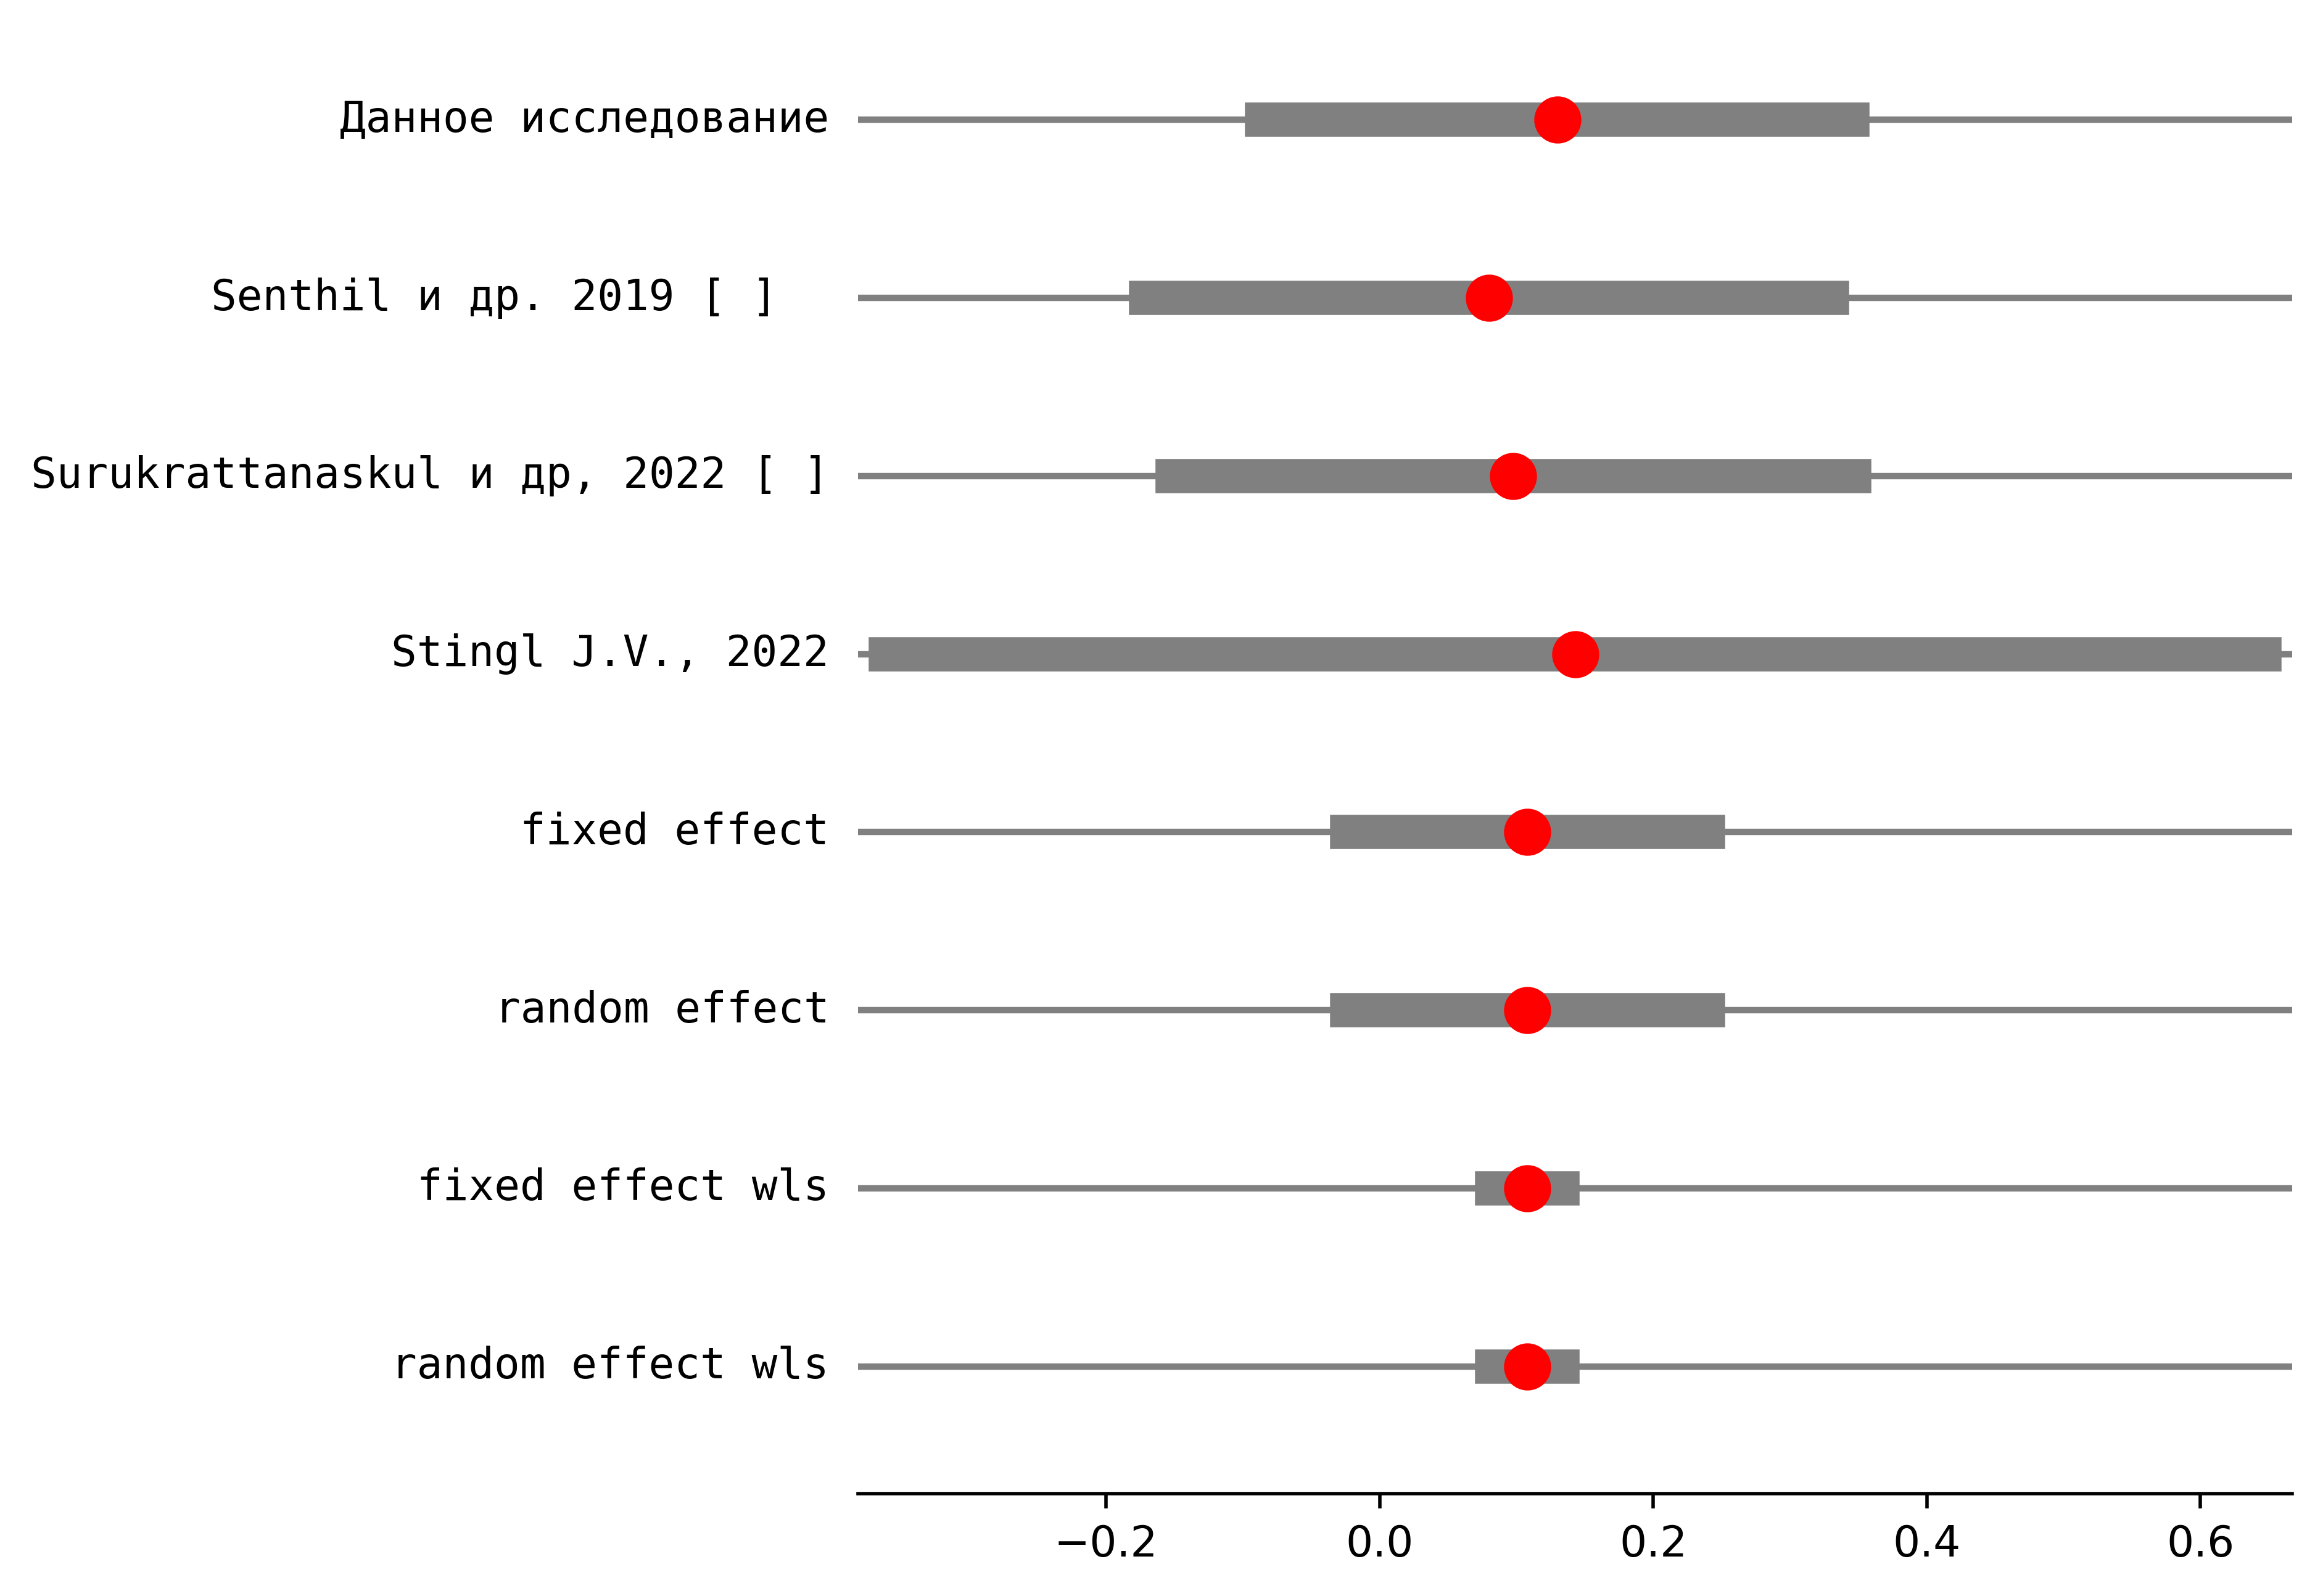 Данное исследование
Senthil и др. 2019 [ ]
Surukrattanaskul и др, 2022 [ ]
Stingl J.V., 2022
fixed effect
random effect
fixed effect wls
random effect wls
−0.2 0.0 0.2 0.4 0.6